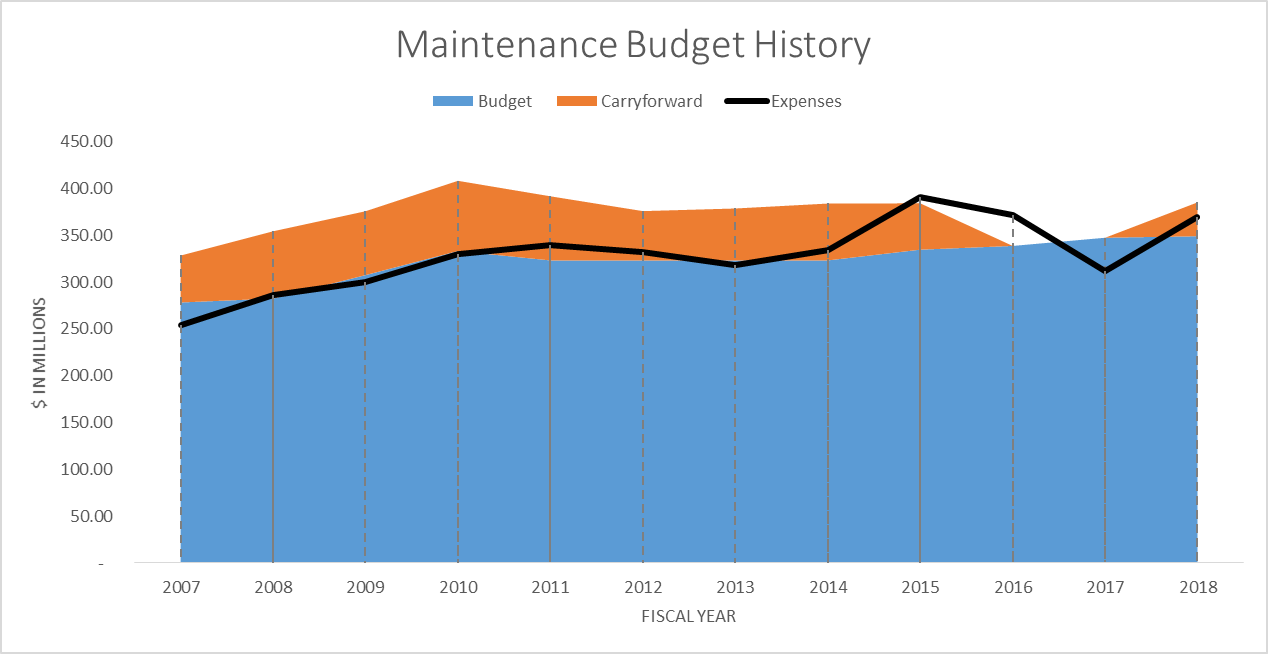 Maintenance Budget History
Budget Carryforward Expenses
450.00
400.00
350.00
300.00
250.00
200.00
150.00
100.00
50.00
-
$ IN MILLIONS
2007 2008 2009 2010 2011 2012 2013 2014 2015 2016 2017 2018
FISCAL YEAR